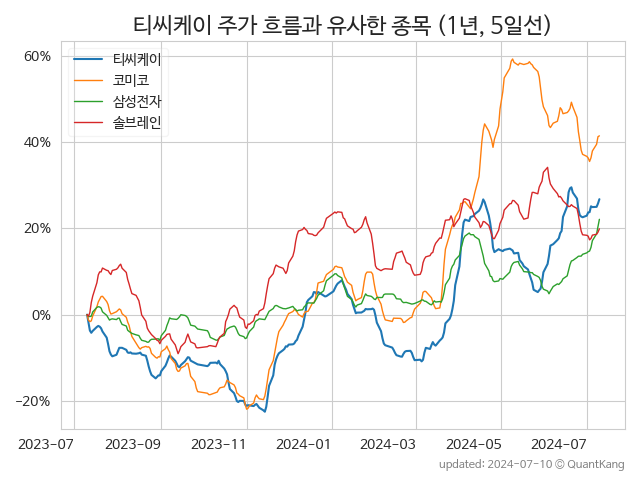 티씨케이 주가 흐름과 유사한 종목 (1년, 5일선)
티씨케이
코미코
삼성전자
솔브레인
60%
40%
20%
0%
−20%
2023-07
2023-09
2023-11
2024-01
2024-03
2024-05
2024-07
updated: 2024-07-10 © QuantKang